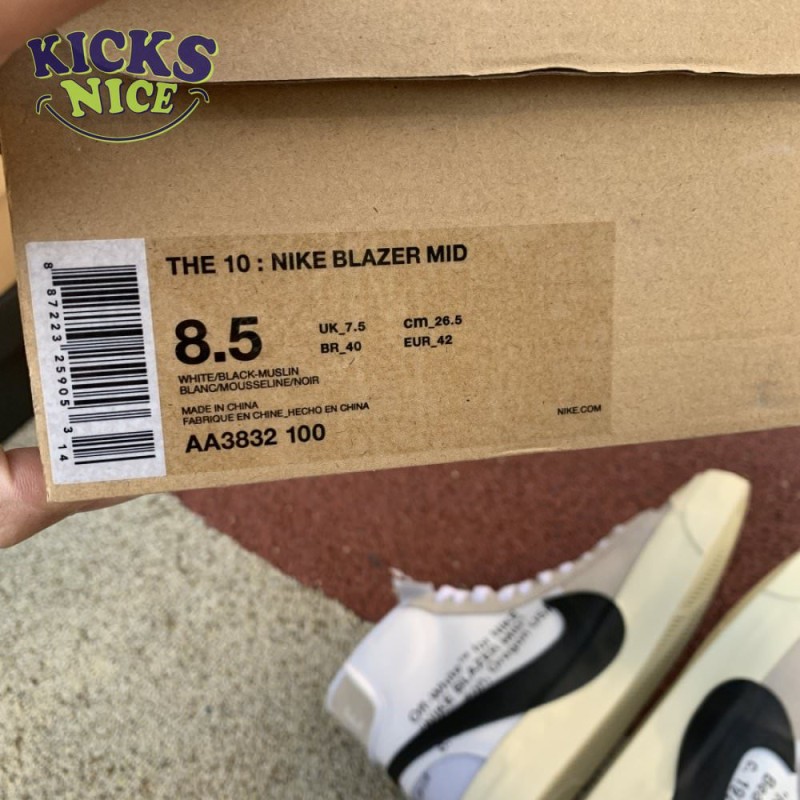 KICKS
NICE
THE 10 : NIKE BLAZER MID
8.5
UK_7.5 cm_26.5
BR_40 EUR_42
WHITE/BLACK-MUSLIN
BLANC/MOUSSELINE/NOIR
MADE IN CHINA
FABRIQUE EN CHINE_HECHO EN CHINA
NIKE.COM
AA3832 100
8 87223 25905 3 14